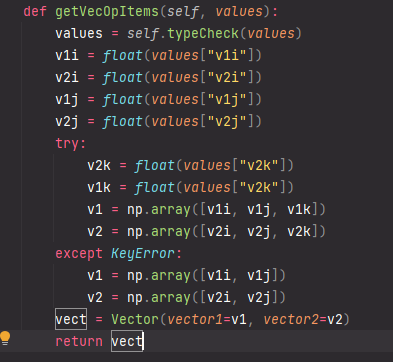 def getVecOpItems(self, values):
    values = self.typeCheck(values)
    v1i = float(values["v1i"])
    v2i = float(values["v2i"])
    v1j = float(values["v1j"])
    v2j = float(values["v2j"])
    try:
        v2k = float(values["v2k"])
        v1k = float(values["v2k"])
        v1 = np.array([v1i, v1j, v1k])
        v2 = np.array([v2i, v2j, v2k])
    except KeyError:
        v1 = np.array([v1i, v1j])
        v2 = np.array([v2i, v2j])
    vect = Vector(vector1=v1, vector2=v2)
    return vect